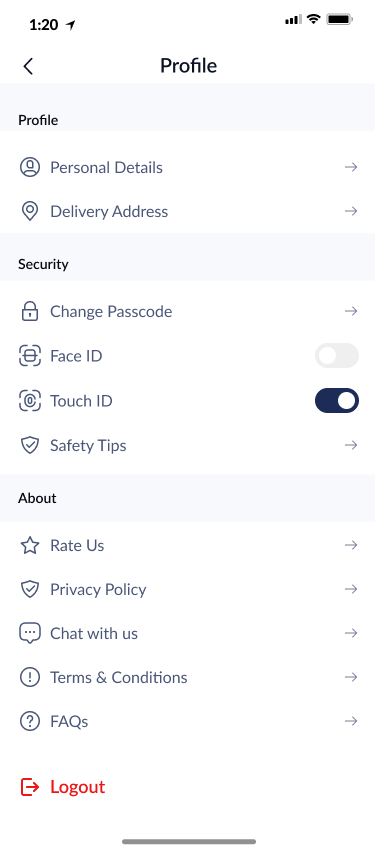 1:20
Profile
Profile
Personal Details
Delivery Address
Security
Change Passcode
Face ID
Touch ID
Safety Tips
About
Rate Us
Privacy Policy
Chat with us
Terms & Conditions
FAQs
Logout